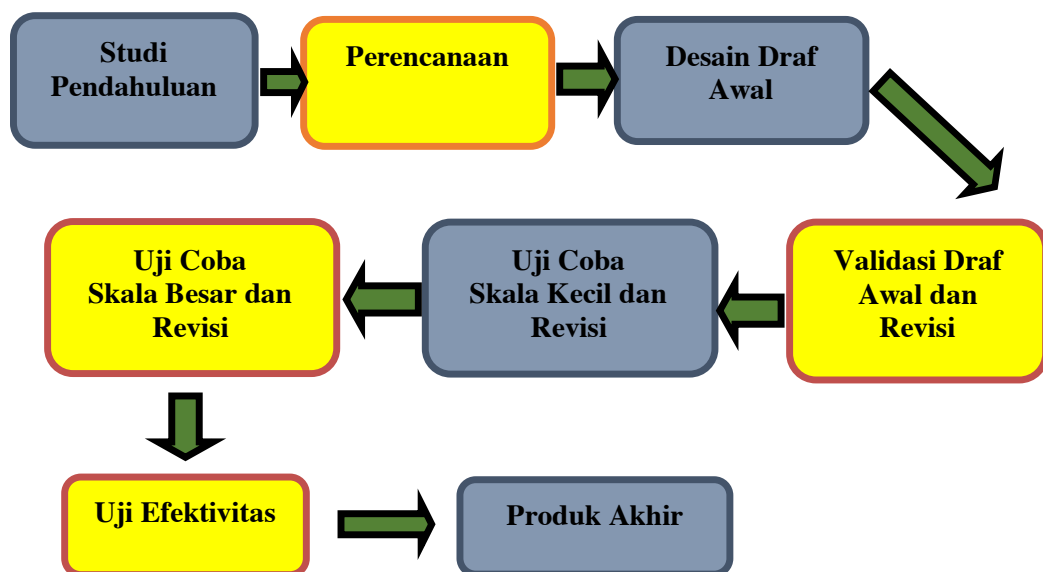 Studi
Pendahuluan
Perencanaan
Desain Draf
Awal
Validasi Draf
Awal dan
Revisi
Uji Coba
Skala Kecil dan
Revisi
Uji Coba
Skala Besar dan
Revisi
Uji Efektivitas
Produk Akhir